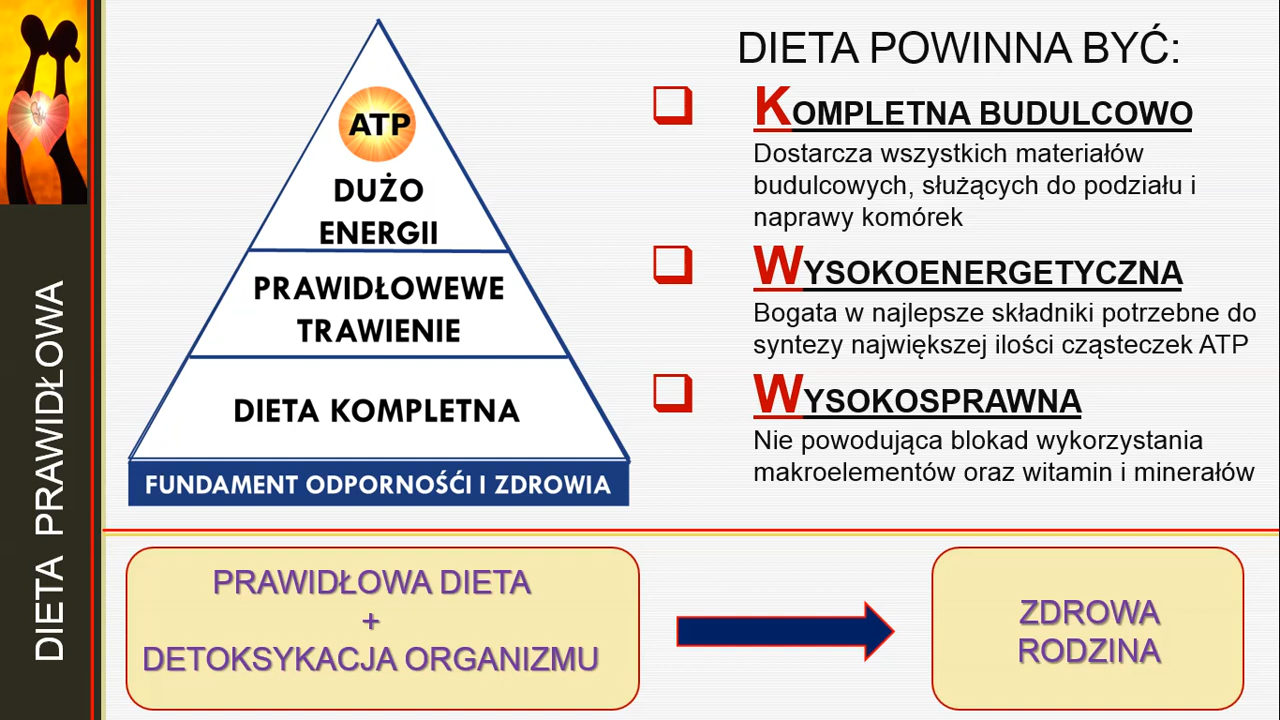 DIETA PRAWIDŁOWA
ATP
DUŻO
ENERGII
PRAWIDŁOWEWE
TRAWIENIE
DIETA KOMPLETNA
FUNDAMENT ODPORNOŚĆI I ZDROWIA
DIETA POWINNA BYĆ:
KOMPLETNA BUDULCOWO
Dostarcza wszystkich materiałów
budulcowych, służących do podziału i
naprawy komórek
WYSOKOENERGETYCZNA
Bogata w najlepsze składniki potrzebne do
syntezy największej ilości cząsteczek ATP
WYSOKOSPRAWNA
Nie powodująca blokad wykorzystania
makroelementów oraz witamin i minerałów
PRAWIDŁOWA DIETA
+
DETOKSYKACJA ORGANIZMU
ZDROWA
RODZINA